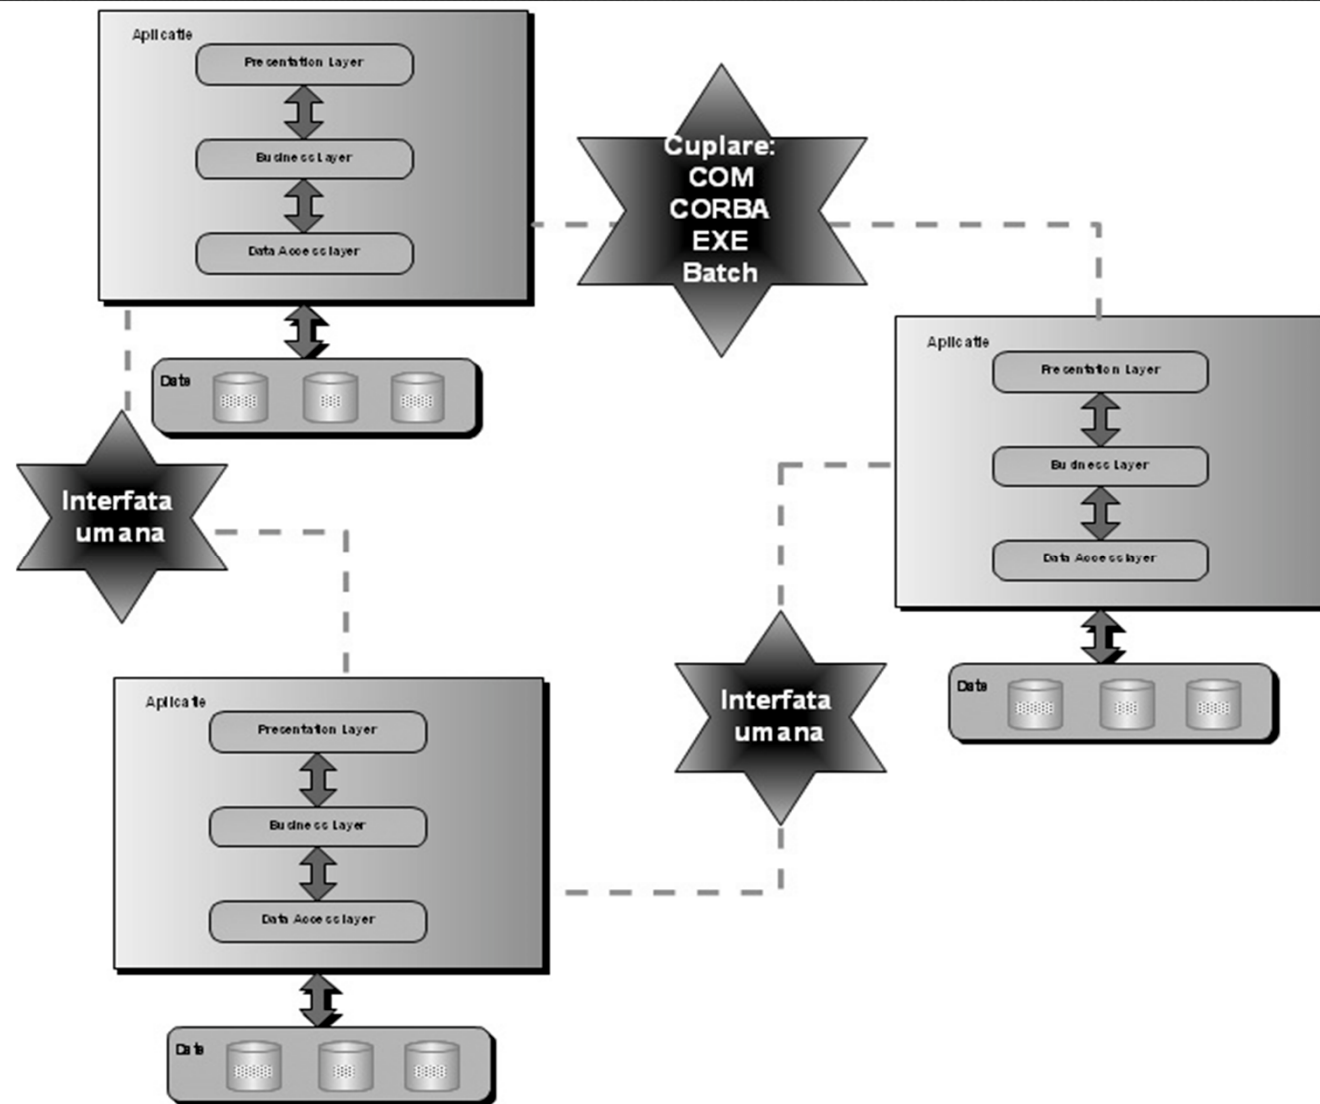 Aplicatie
Presentation Layer
Business Layer
Data Access layer
Date
Cuplare:
COM
CORBA
EXE
Batch
Interfata
umana
Aplicatie
Presentation Layer
Business Layer
Data Access layer
Date
Interfata
umana
Aplicatie
Presentation Layer
Business Layer
Data Access layer
Date